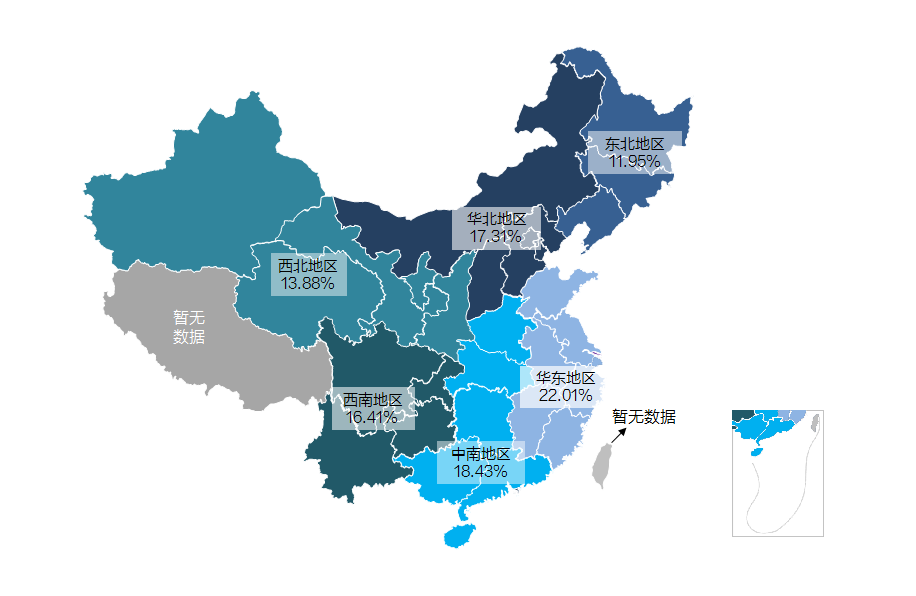 东北地区
11.95%
华北地区
17.31%
西北地区
13.88%
暂无
数据
华东地区
22.01%
西南地区
16.41%
暂无数据
中南地区
18.43%